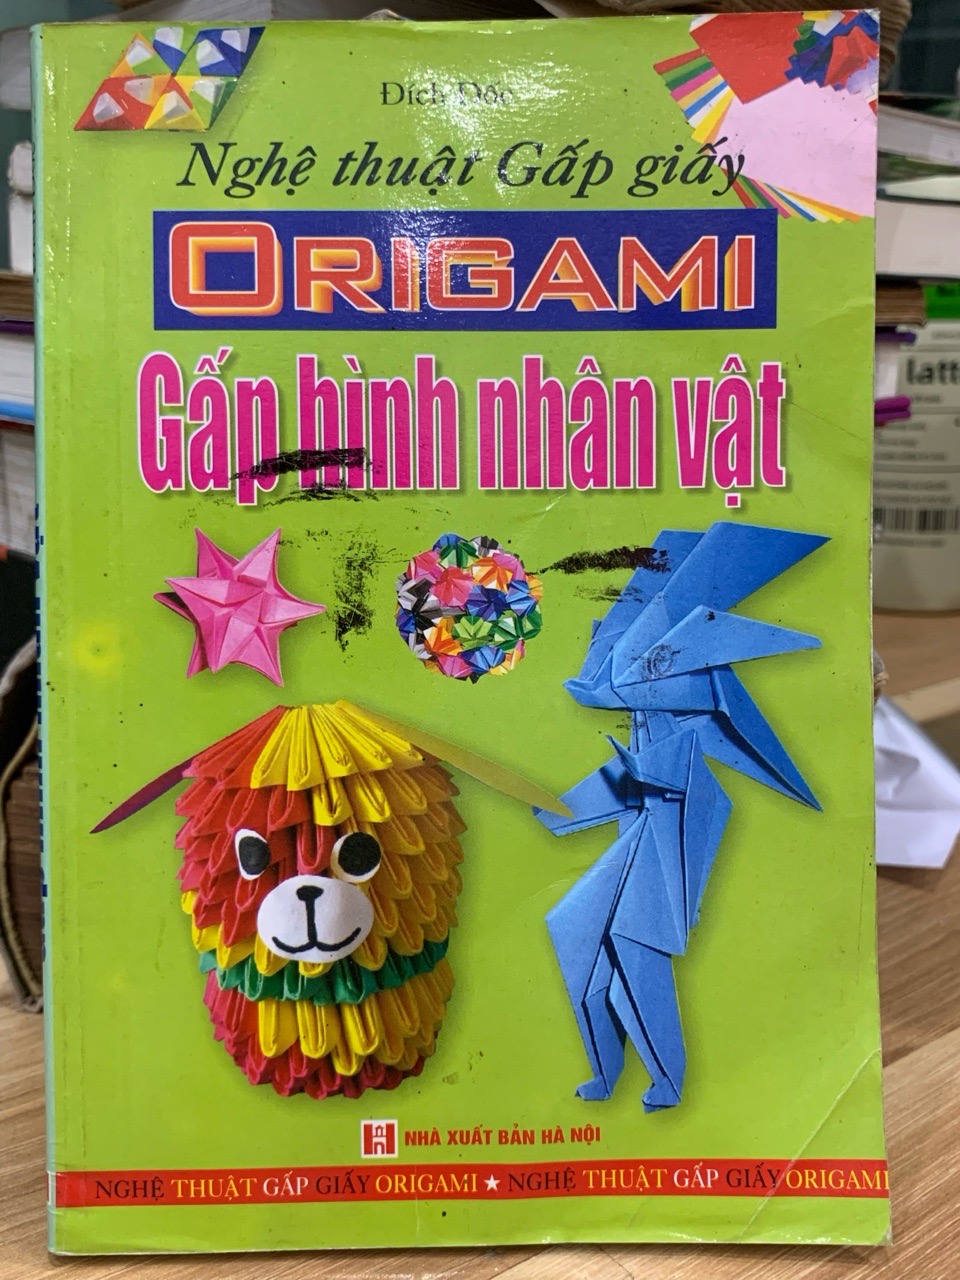 Đích Dốc
Nghệ thuật Gấp giấy
ORIGAMI
Gấp hình nhân vật
NHÀ XUẤT BẢN HÀ NỘI
NGHỆ THUẬT GẤP GIẤY ORIGAMI ★ NGHỆ THUẬT GẤP GIẤY ORIGAMI
latt